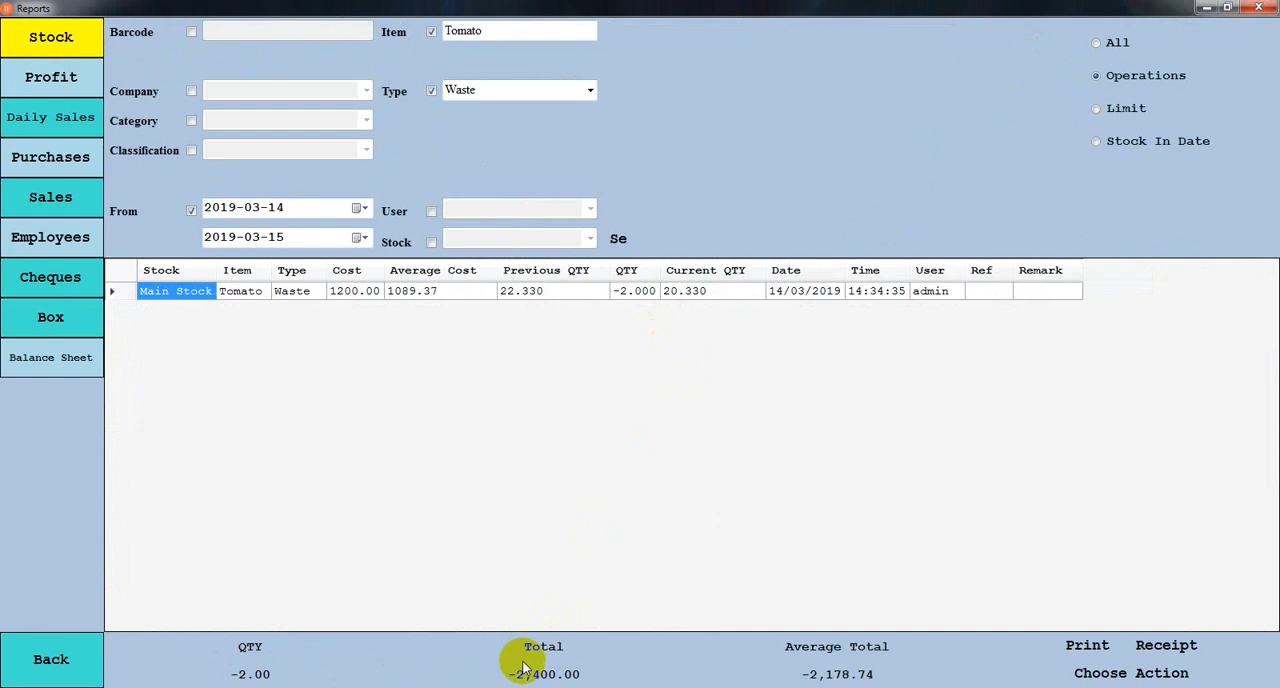 Reports
Stock
Profit
Daily Sales
Purchases
Sales
Employees
Cheques
Box
Balance Sheet
Back
Barcode Item Tomato
Company Type Waste
Category
Classification
From 2019-03-14 User
2019-03-15 Stock Se
All
Operations
Limit
Stock In Date
Stock Item Type Cost Average Cost Previous QTY QTY Current QTY Date Time User Ref Remark
Main Stock Tomato Waste 1200.00 1089.37 22.330 -2.000 20.330 14/03/2019 14:34:35 admin
QTY Total Average Total Print Receipt
-2.00 -2,400.00 -2,178.74 Choose Action